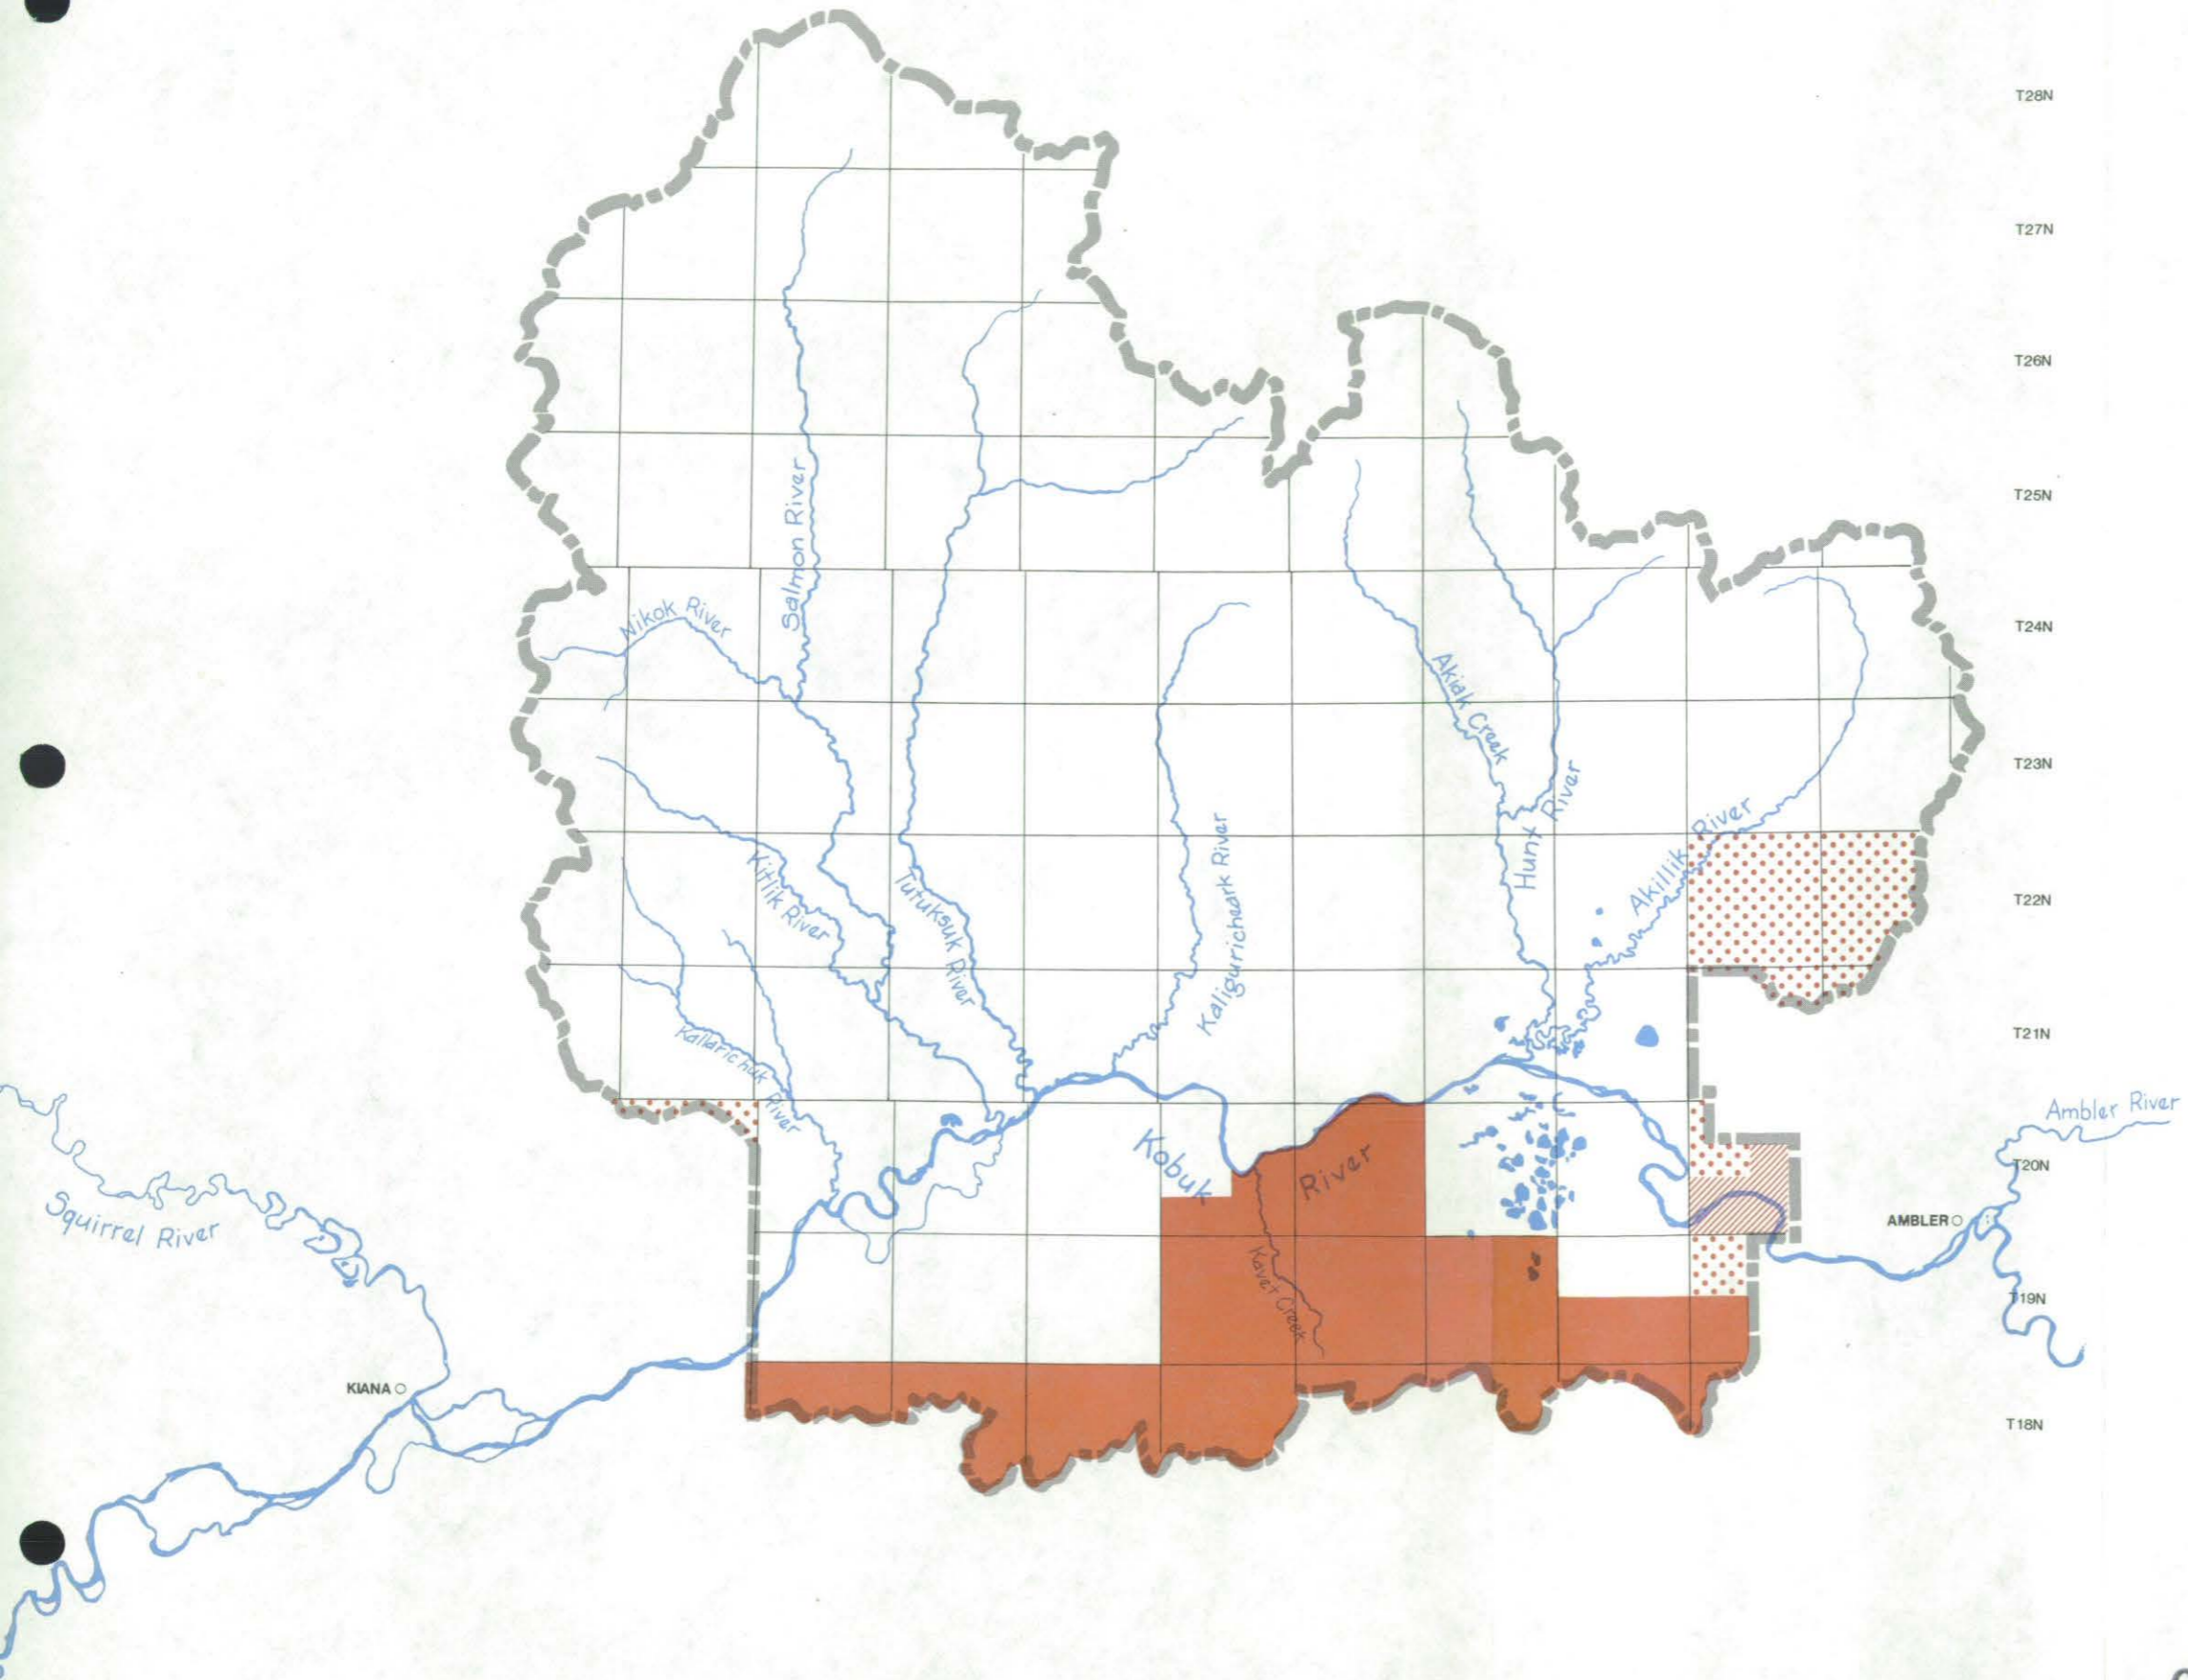 T28N
T27N
T26N
T25N
Salmon River
Nikok River
T24N
Akiak Creek
T23N
Hunt River
Akillik River
Kitlik River
Tutuksuk River
Kaliguricheark River
T22N
Kallarichuk River
T21N
Ambler River
Kobuk River
T20N
Squirrel River
AMBLER
Kavet Creek
T19N
KIANA
T18N